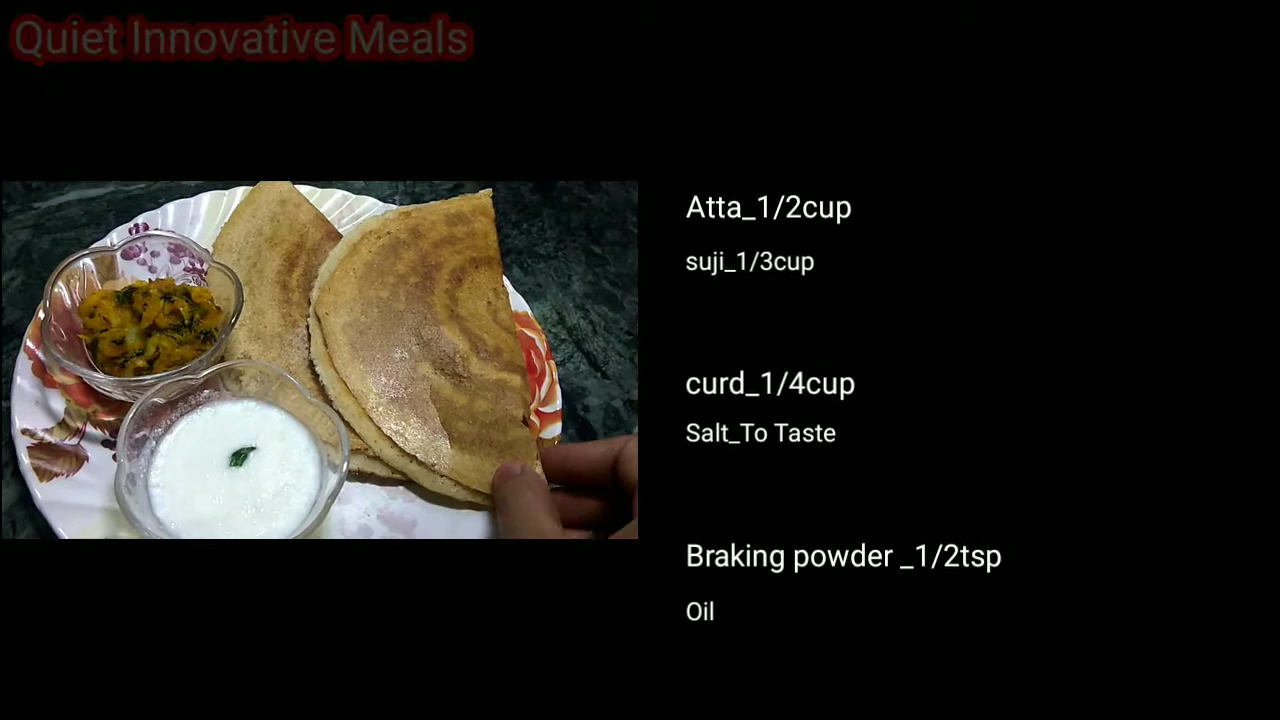 Quiet Innovative Meals
Atta_1/2cup
suji_1/3cup
curd_1/4cup
Salt_To Taste
Braking powder _1/2tsp
Oil